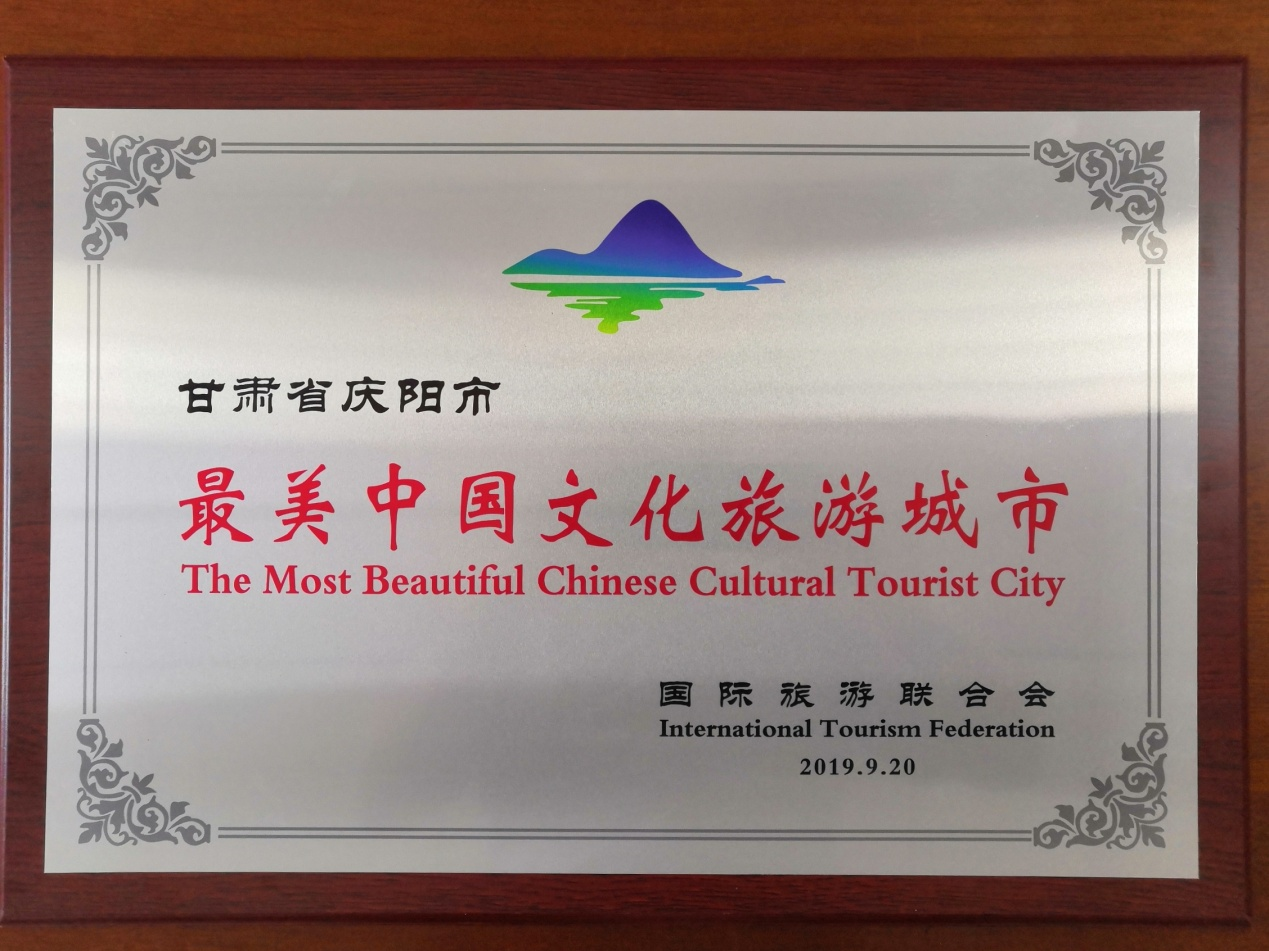 甘肃省庆阳市
最美中国文化旅游城市
The Most Beautiful Chinese Cultural Tourist City
国际旅游联合会
International Tourism Federation
2019.9.20